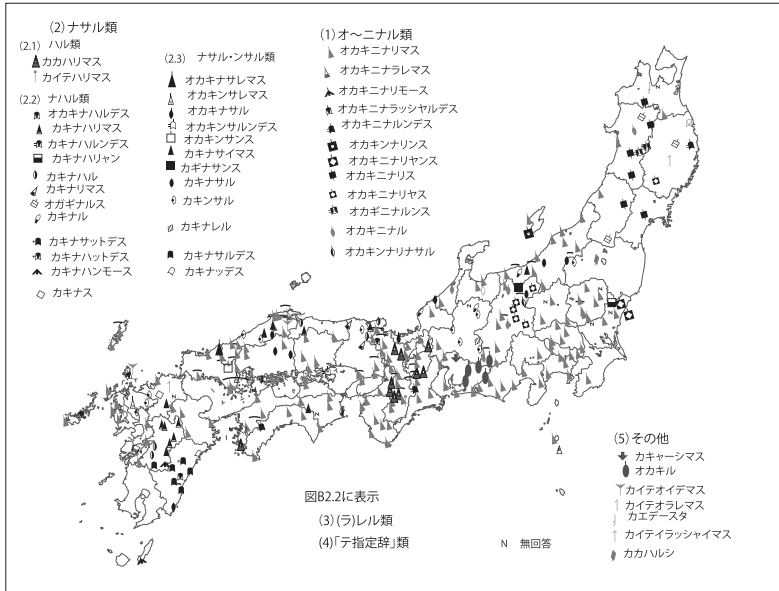 (2) ナサル類
(2.1) ハル類
カカハリマス
カイテハリマス
(2.2) ナハル類
オカキナハルデス
カキナハリマス
カキナハルンデス
カキナハリャン
カキナハル
カキナリマス
オガギナルス
カキナル
カキナサットデス
カキナハットデス
カキナハンモース
カキナス
(2.3) ナサル・ンサル類
オカキナサレマス
オカキンサレマス
オカキナサル
オカキンサルンデス
オカキンサンス
カキナサイマス
カギナサンス
カキナサル
カキンサル
カキナレル
カキナサルデス
カキナッデス
(1) オ～ニナル類
オカキニナリマス
オカキニナラレマス
オカキニナリモース
オカキニナラッシャルデス
オカキニナルンデス
オカキンナリンス
オカキニナリヤンス
オカキニナリス
オカキニナリヤス
オガギニナルンス
オカキニナル
オカキンナリナサル
図B2.2に表示
(3) (ラ)レル類
(4)「テ指定辞」類
N 無回答
(5) その他
カキャーシマス
オカキル
カイテオイデマス
カイテオラレマス
カエデースタ
カイテイラッシャイマス
カカハルシ